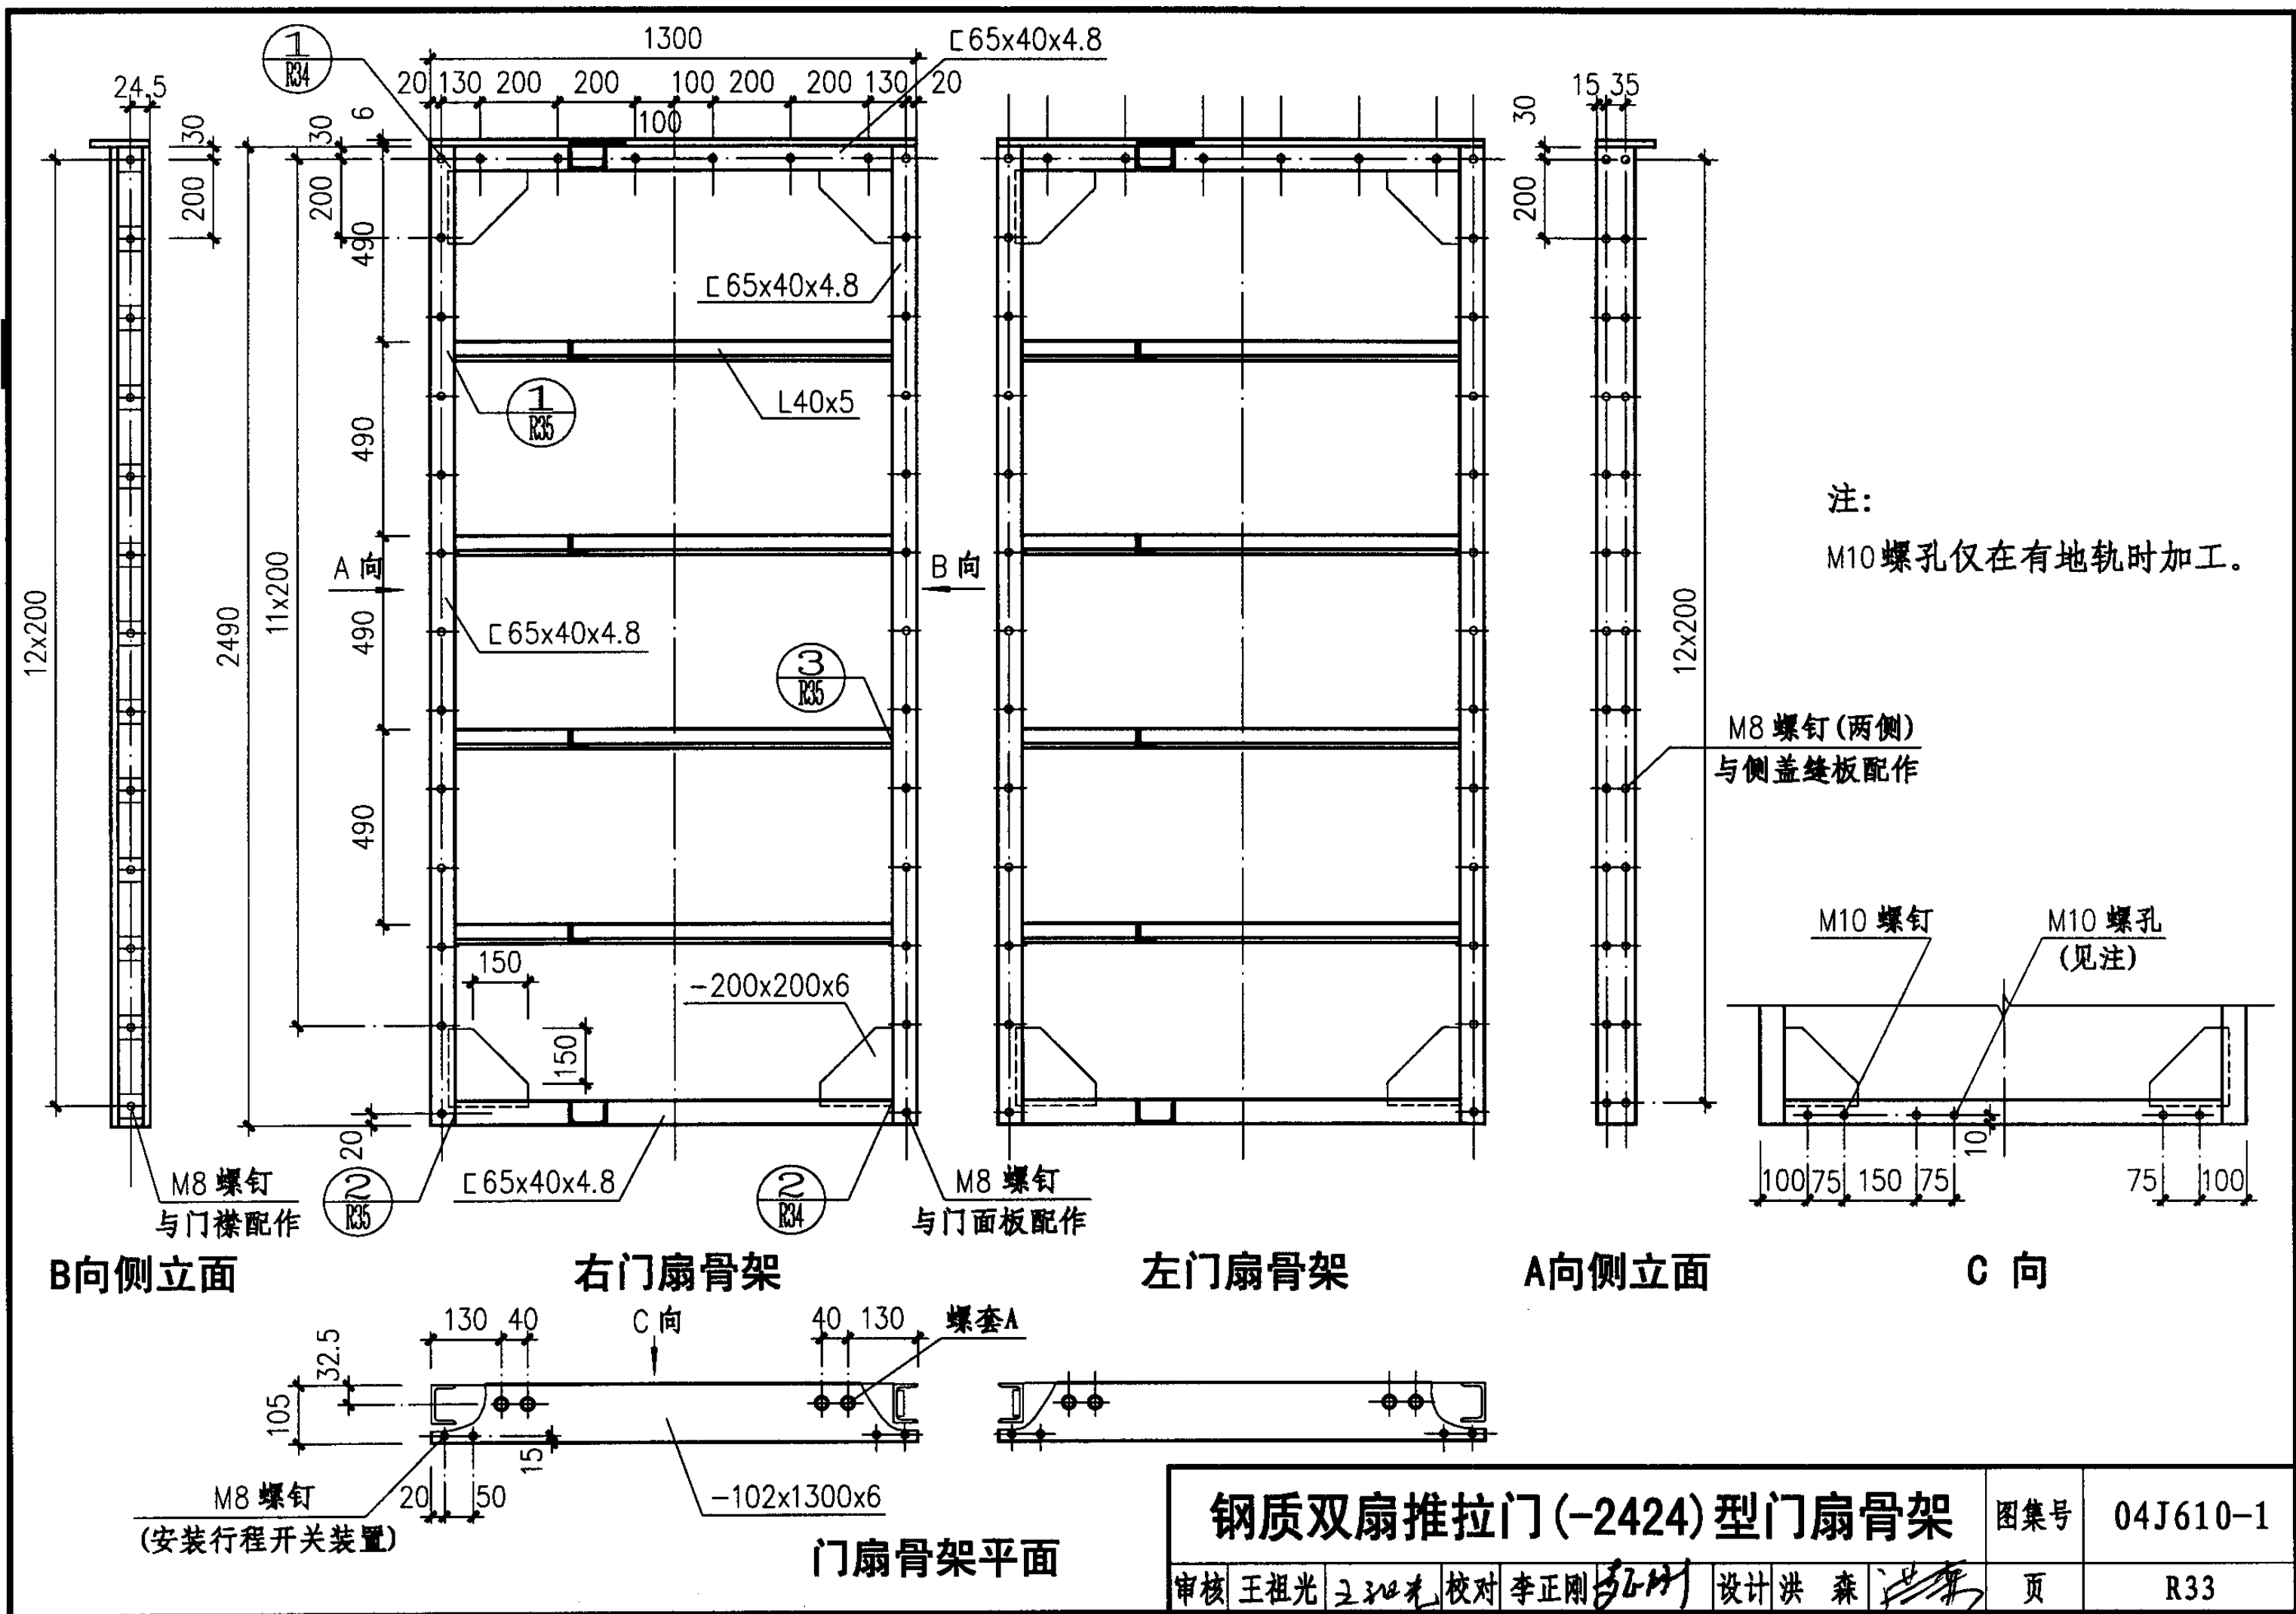 1
R34
1300
⊏65x40x4.8
20 130 200 200 100 200 200 130 20
100
24.5
6
30
30
200
200
490
490
490
490
12x200
2490
11x200
⊏65x40x4.8
L40x5
1
R35
A 向
B 向
⊏65x40x4.8
3
R35
150
150
-200x200x6
20
M8 螺钉
与门襟配作
2
R35
⊏65x40x4.8
2
R34
M8 螺钉
与门面板配作
15 35
30
200
12x200
注:
M10螺孔仅在有地轨时加工。
M8 螺钉(两侧)
与侧盖缝板配作
M10 螺钉
M10 螺孔
(见注)
10
100 75 150 75 75 100
B向侧立面
右门扇骨架
左门扇骨架
A向侧立面
C 向
130 40
C 向
40 130
螺套A
32.5
105
15
M8 螺钉
(安装行程开关装置)
20 50
-102x1300x6
门扇骨架平面
钢质双扇推拉门(-2424)型门扇骨架
图集号
04J610-1
审核 王祖光 校对 李正刚 设计 洪 森 页 R33